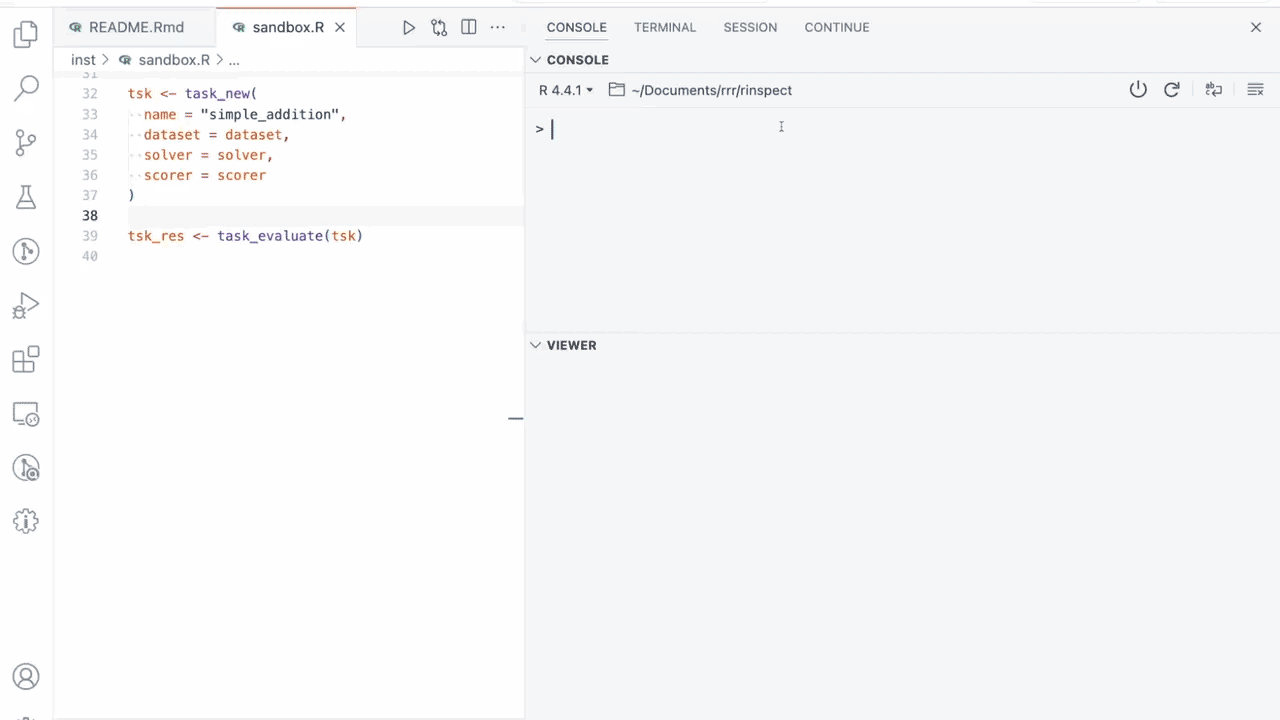 README.Rmd
sandbox.R
CONSOLE
TERMINAL
SESSION
CONTINUE
inst > sandbox.R > ...
31
32 tsk <- task_new(
33 name = "simple_addition",
34 dataset = dataset,
35 solver = solver,
36 scorer = scorer
37 )
38
39 tsk_res <- task_evaluate(tsk)
40
CONSOLE
R 4.4.1 ~/Documents/rrr/rinspect
>
VIEWER